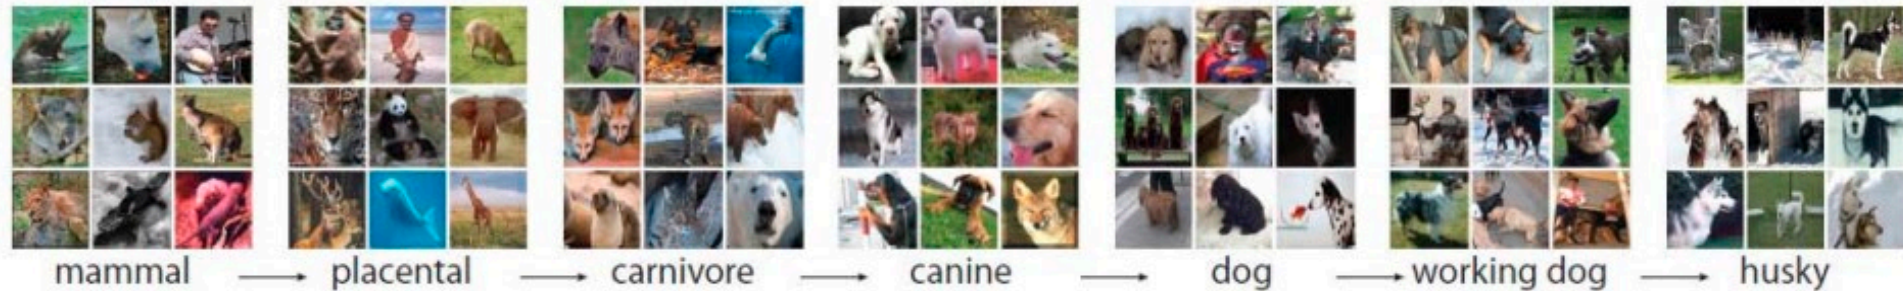 mammal → placental → carnivore → canine → dog → working dog → husky